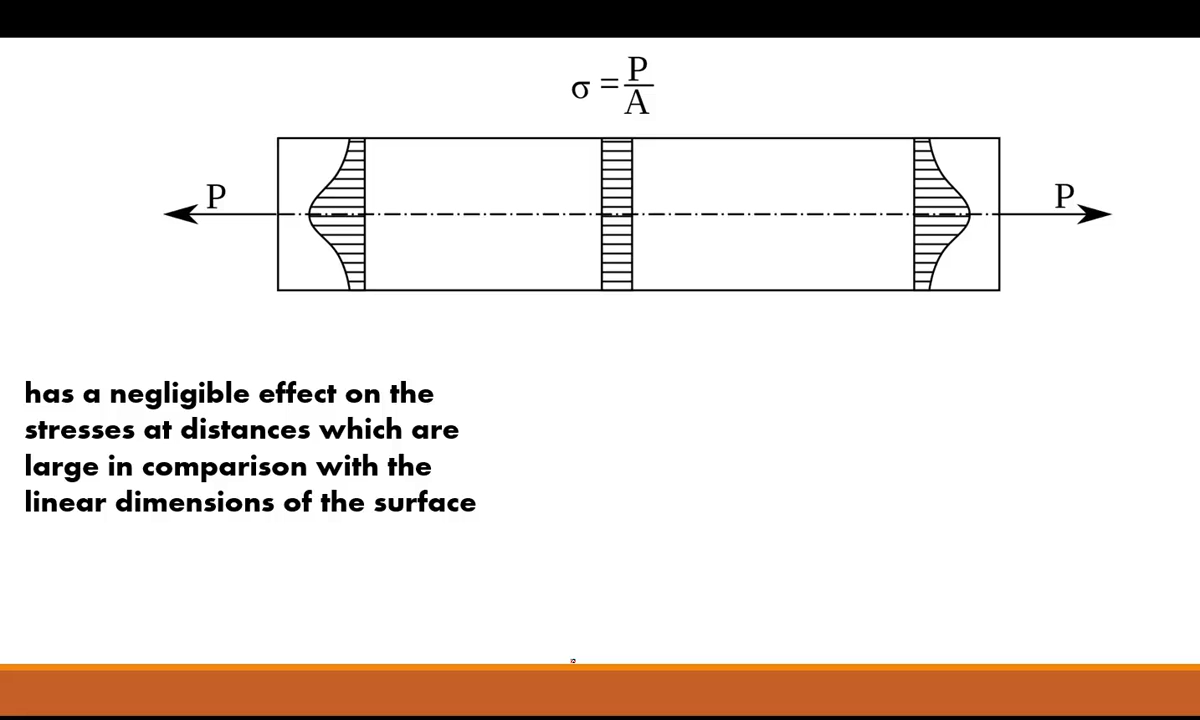 σ = P/A
P
P
has a negligible effect on the
stresses at distances which are
large in comparison with the
linear dimensions of the surface